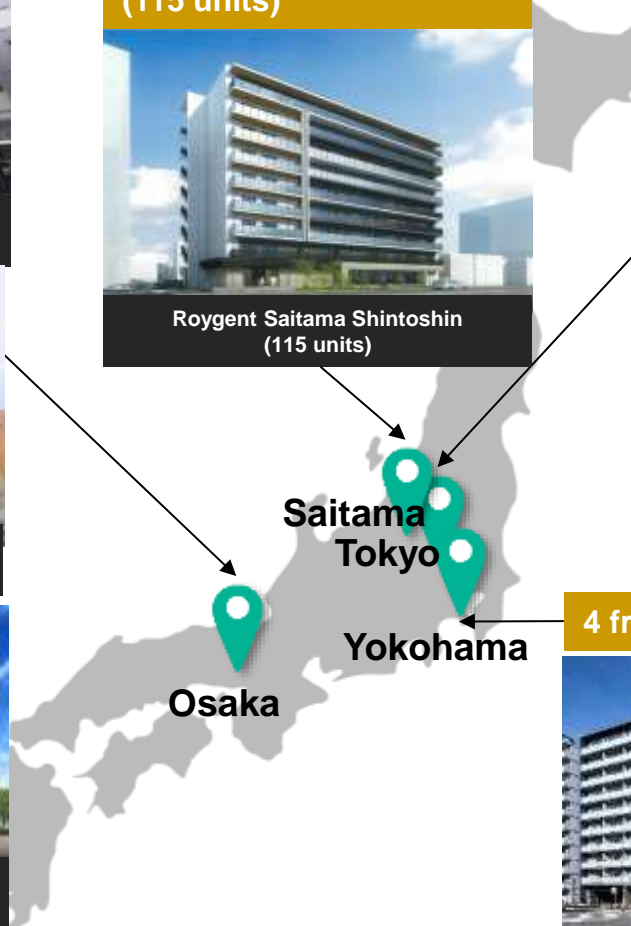 (115 units)
Roygent Saitama Shintoshin
(115 units)
Saitama
Tokyo
4 fr
Yokohama
Osaka